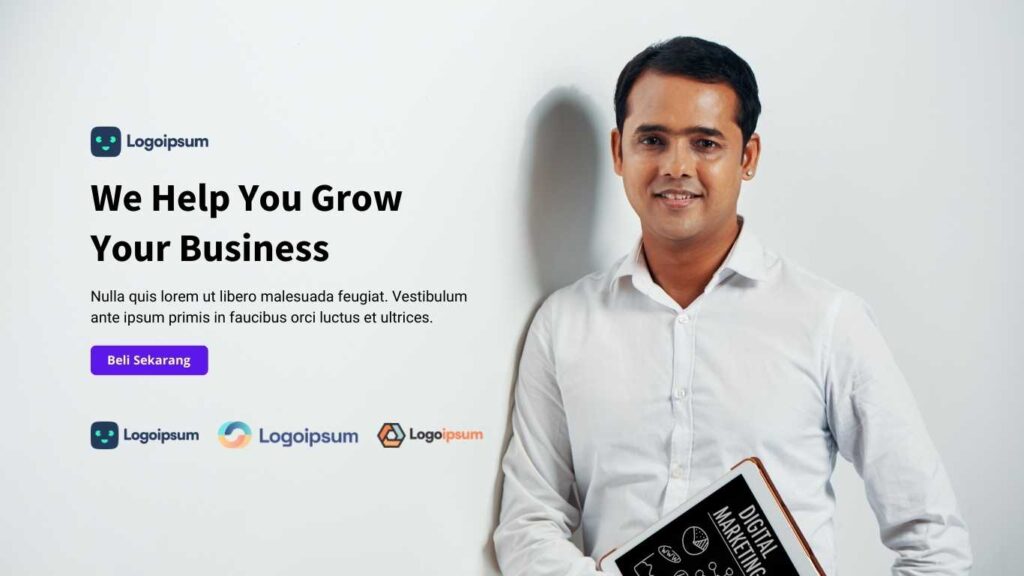 Logoipsum
We Help You Grow
Your Business
Nulla quis lorem ut libero malesuada feugiat. Vestibulum
ante ipsum primis in faucibus orci luctus et ultrices.
Beli Sekarang
Logoipsum Logoipsum Logoipsum
DIGITAL
MARKETING
WWW